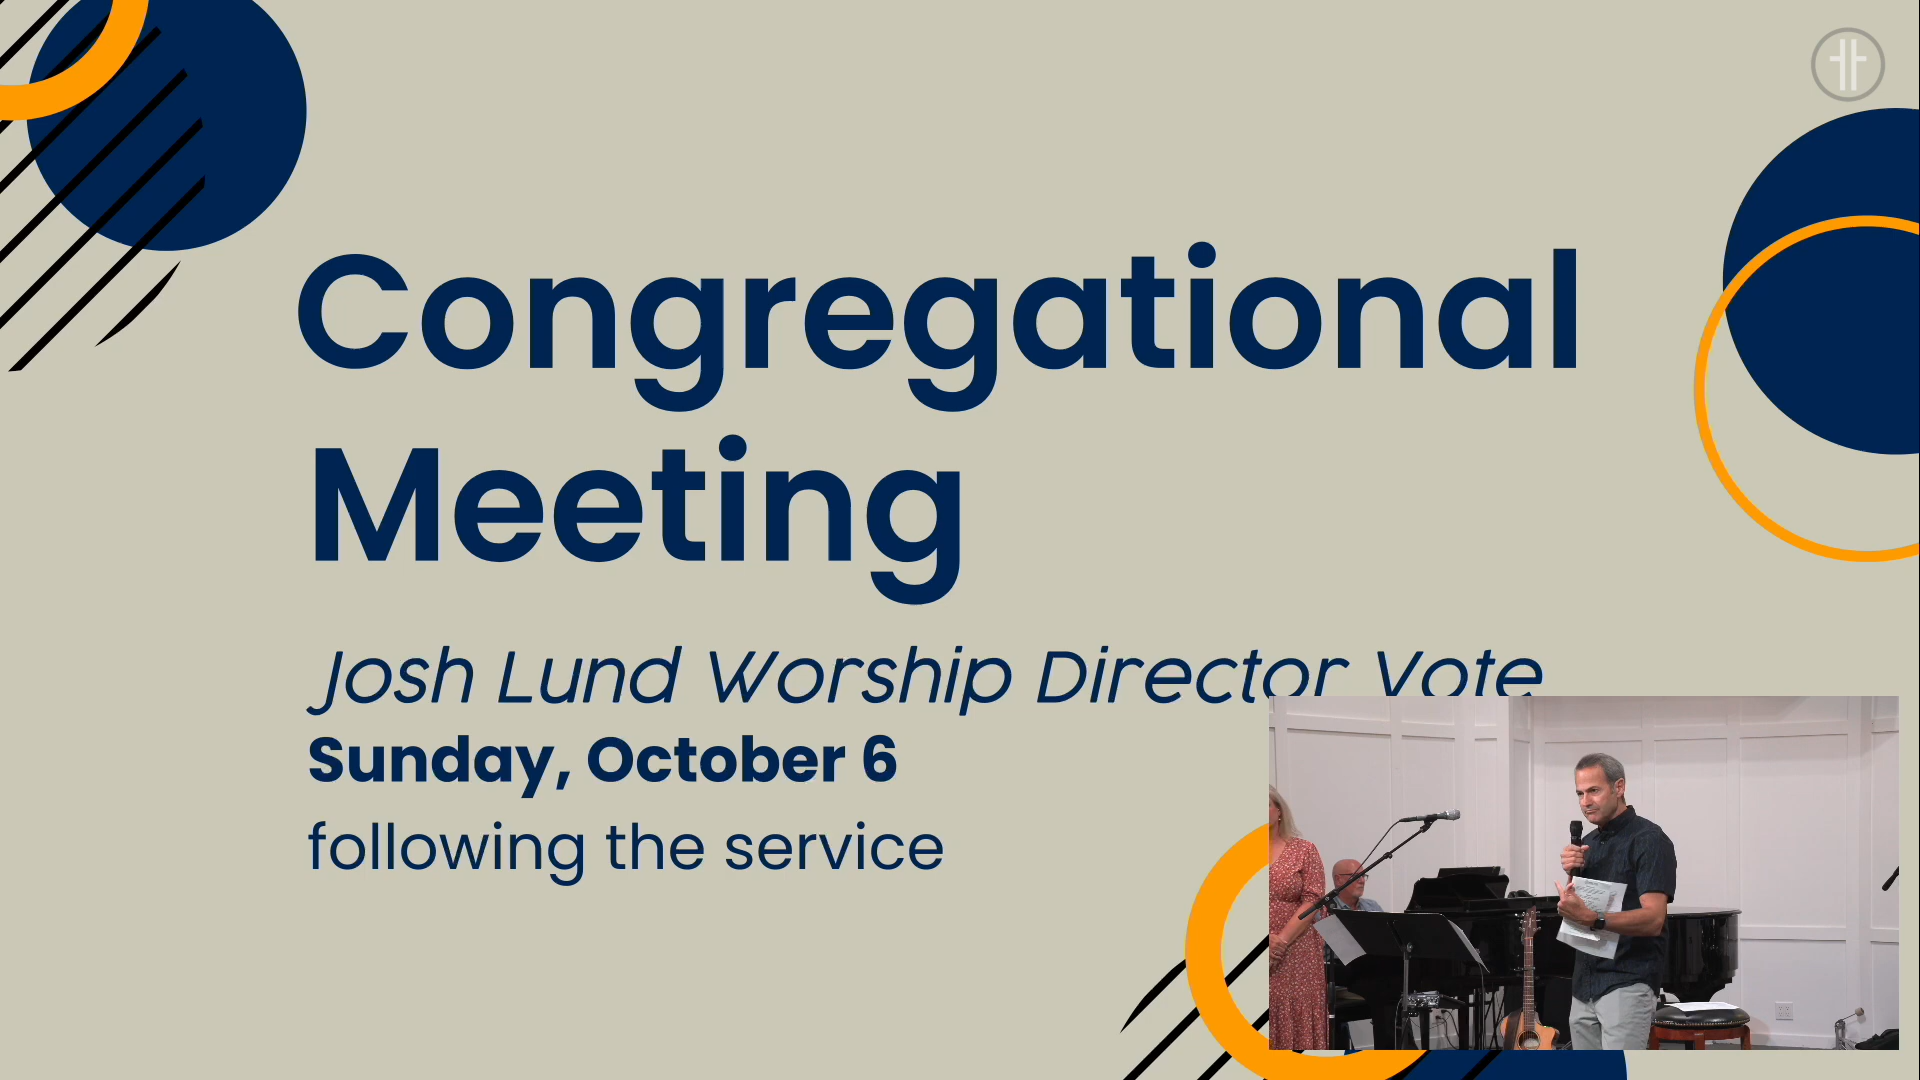 Congregational
Meeting
Josh Lund Worship Director Vote
Sunday, October 6
following the service